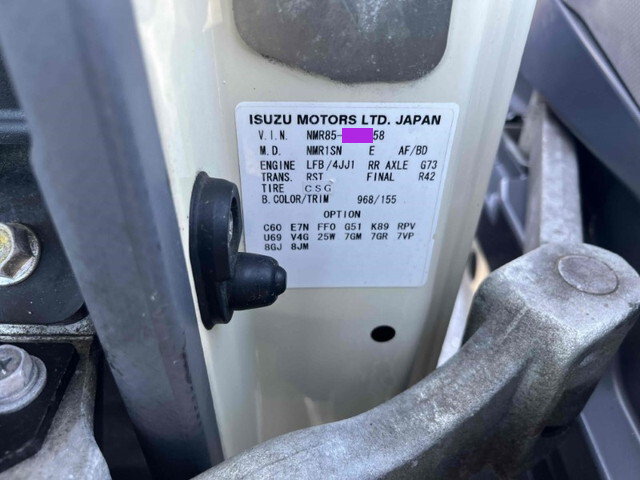 ISUZU MOTORS LTD. JAPAN
V.I.N. NMR85- 58
M.D. NMR1SN E AF/BD
ENGINE LFB/4JJ1 RR AXLE G73
TRANS. RST FINAL R42
TIRE C.S.G
B.COLOR/TRIM 968/155
OPTION
C60 E7N FF0 G51 K89 RPV
U69 V4G 25W 7GM 7GR 7VP
8GJ 8JM